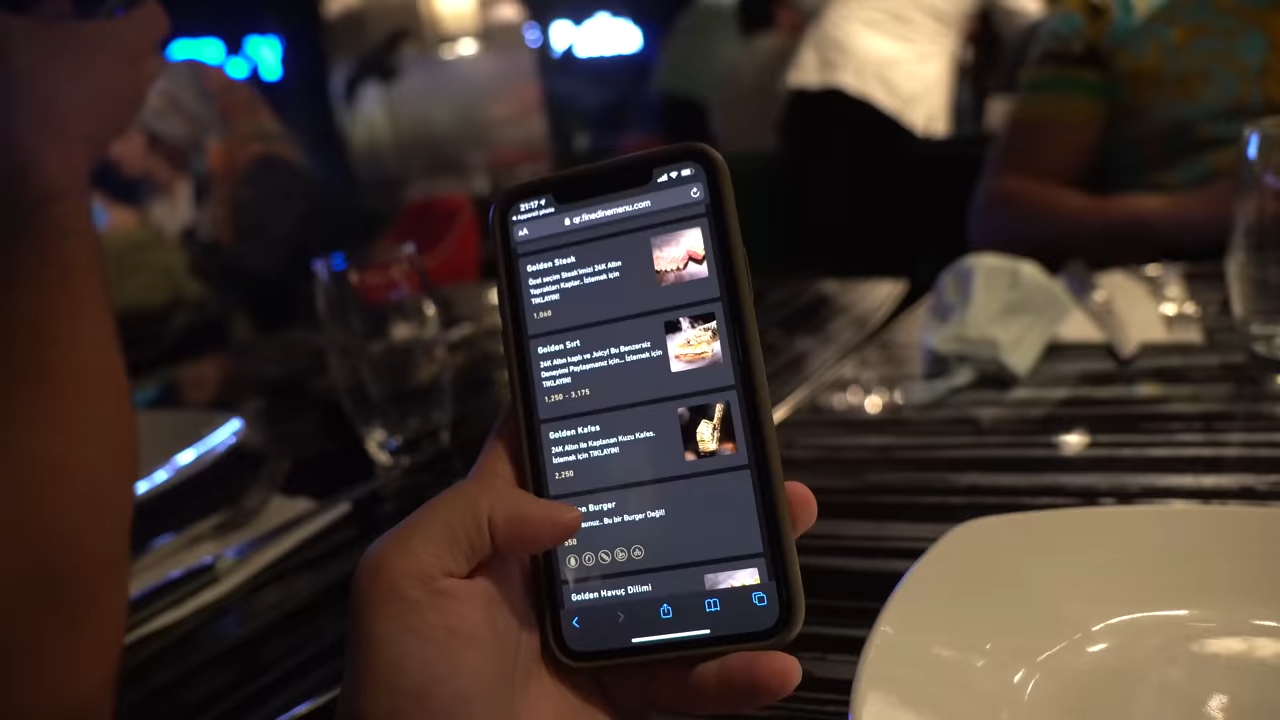 21:17
Appareil photo
AA
qr.finedinemenu.com
Golden Steak
Özel seçim Steak'imizi 24K Altın
Yaprakları Kaplar.. İzlemek için
TIKLAYIN!
1,060
Golden Sırt
24K Altın kaplı ve Juicy! Bu Benzersiz
Deneyimi Paylaşmanız için... İzlemek için
TIKLAYIN!
1,250 - 3,175
Golden Kafes
24K Altın ile Kaplanan Kuzu Kafes.
İzlemek için TIKLAYIN!
2,250
Burger
Bu bir Burger Değil!
Golden Havuç Dilimi